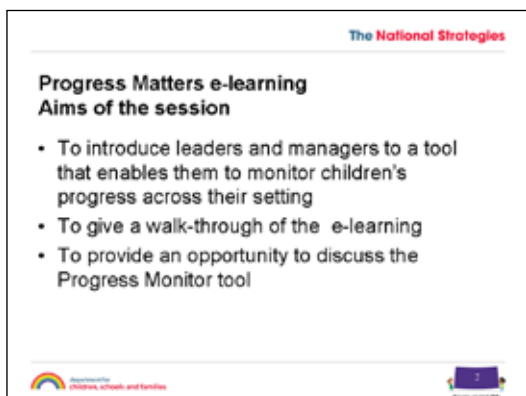 The National Strategies
Progress Matters e-learning
Aims of the session
• To introduce leaders and managers to a tool
that enables them to monitor children's
progress across their setting
• To give a walk-through of the e-learning
• To provide an opportunity to discuss the
Progress Monitor tool
department for
children, schools and families
2